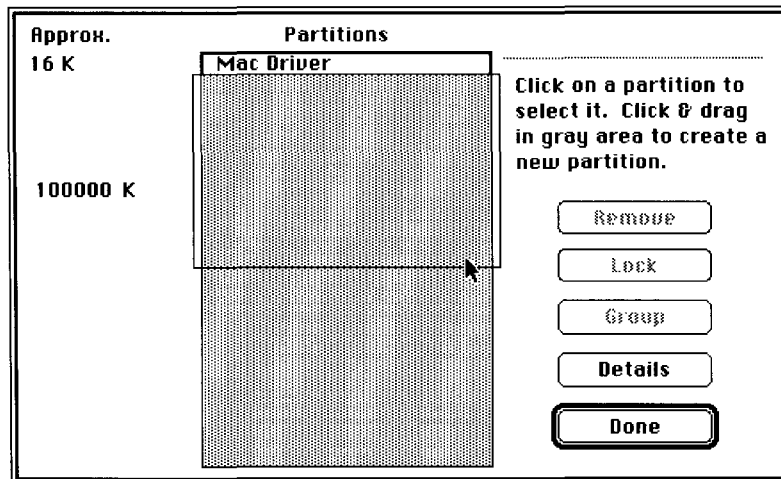 Approx.
Partitions
16 K
Mac Driver
Click on a partition to
select it. Click & drag
in gray area to create a
new partition.
100000 K
Remove
Lock
Group
Details
Done